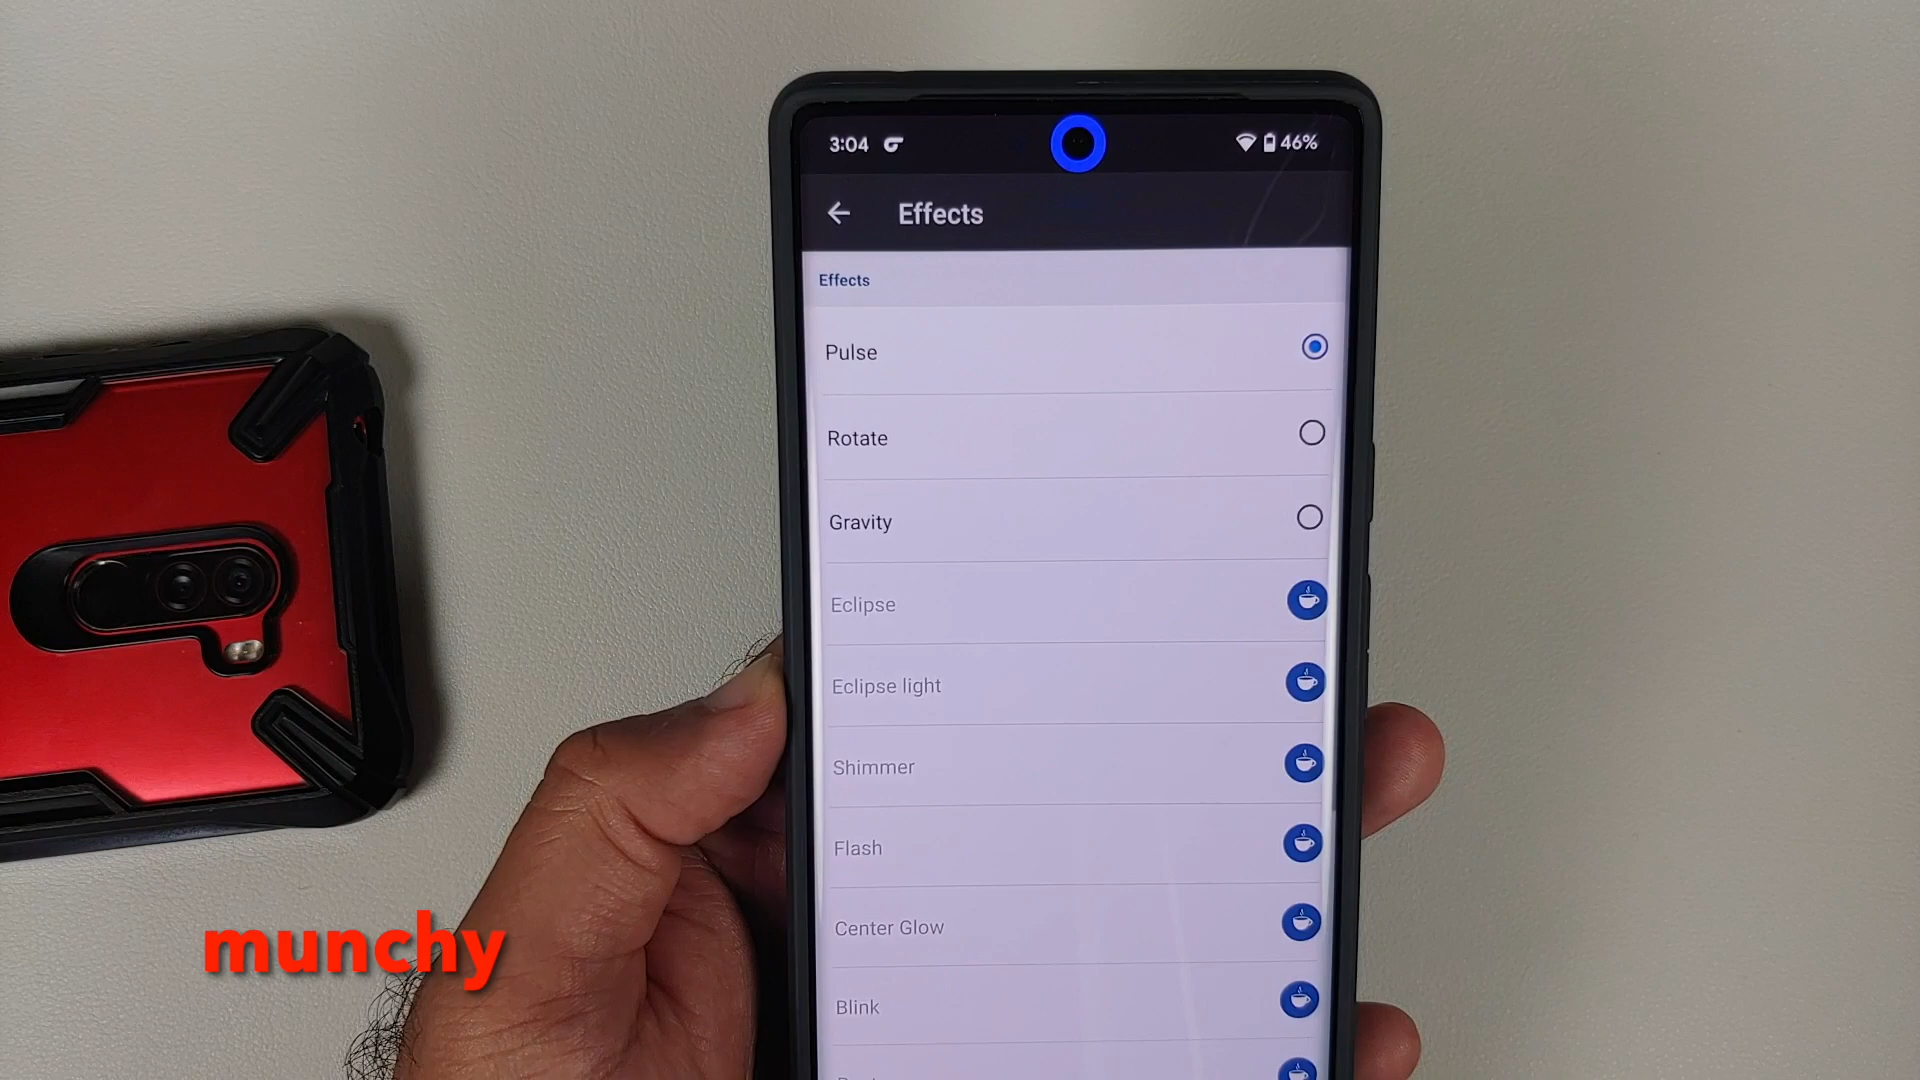 3:04
46%
Effects
Effects
Pulse
Rotate
Gravity
Eclipse
Eclipse light
Shimmer
Flash
Center Glow
Blink
munchy